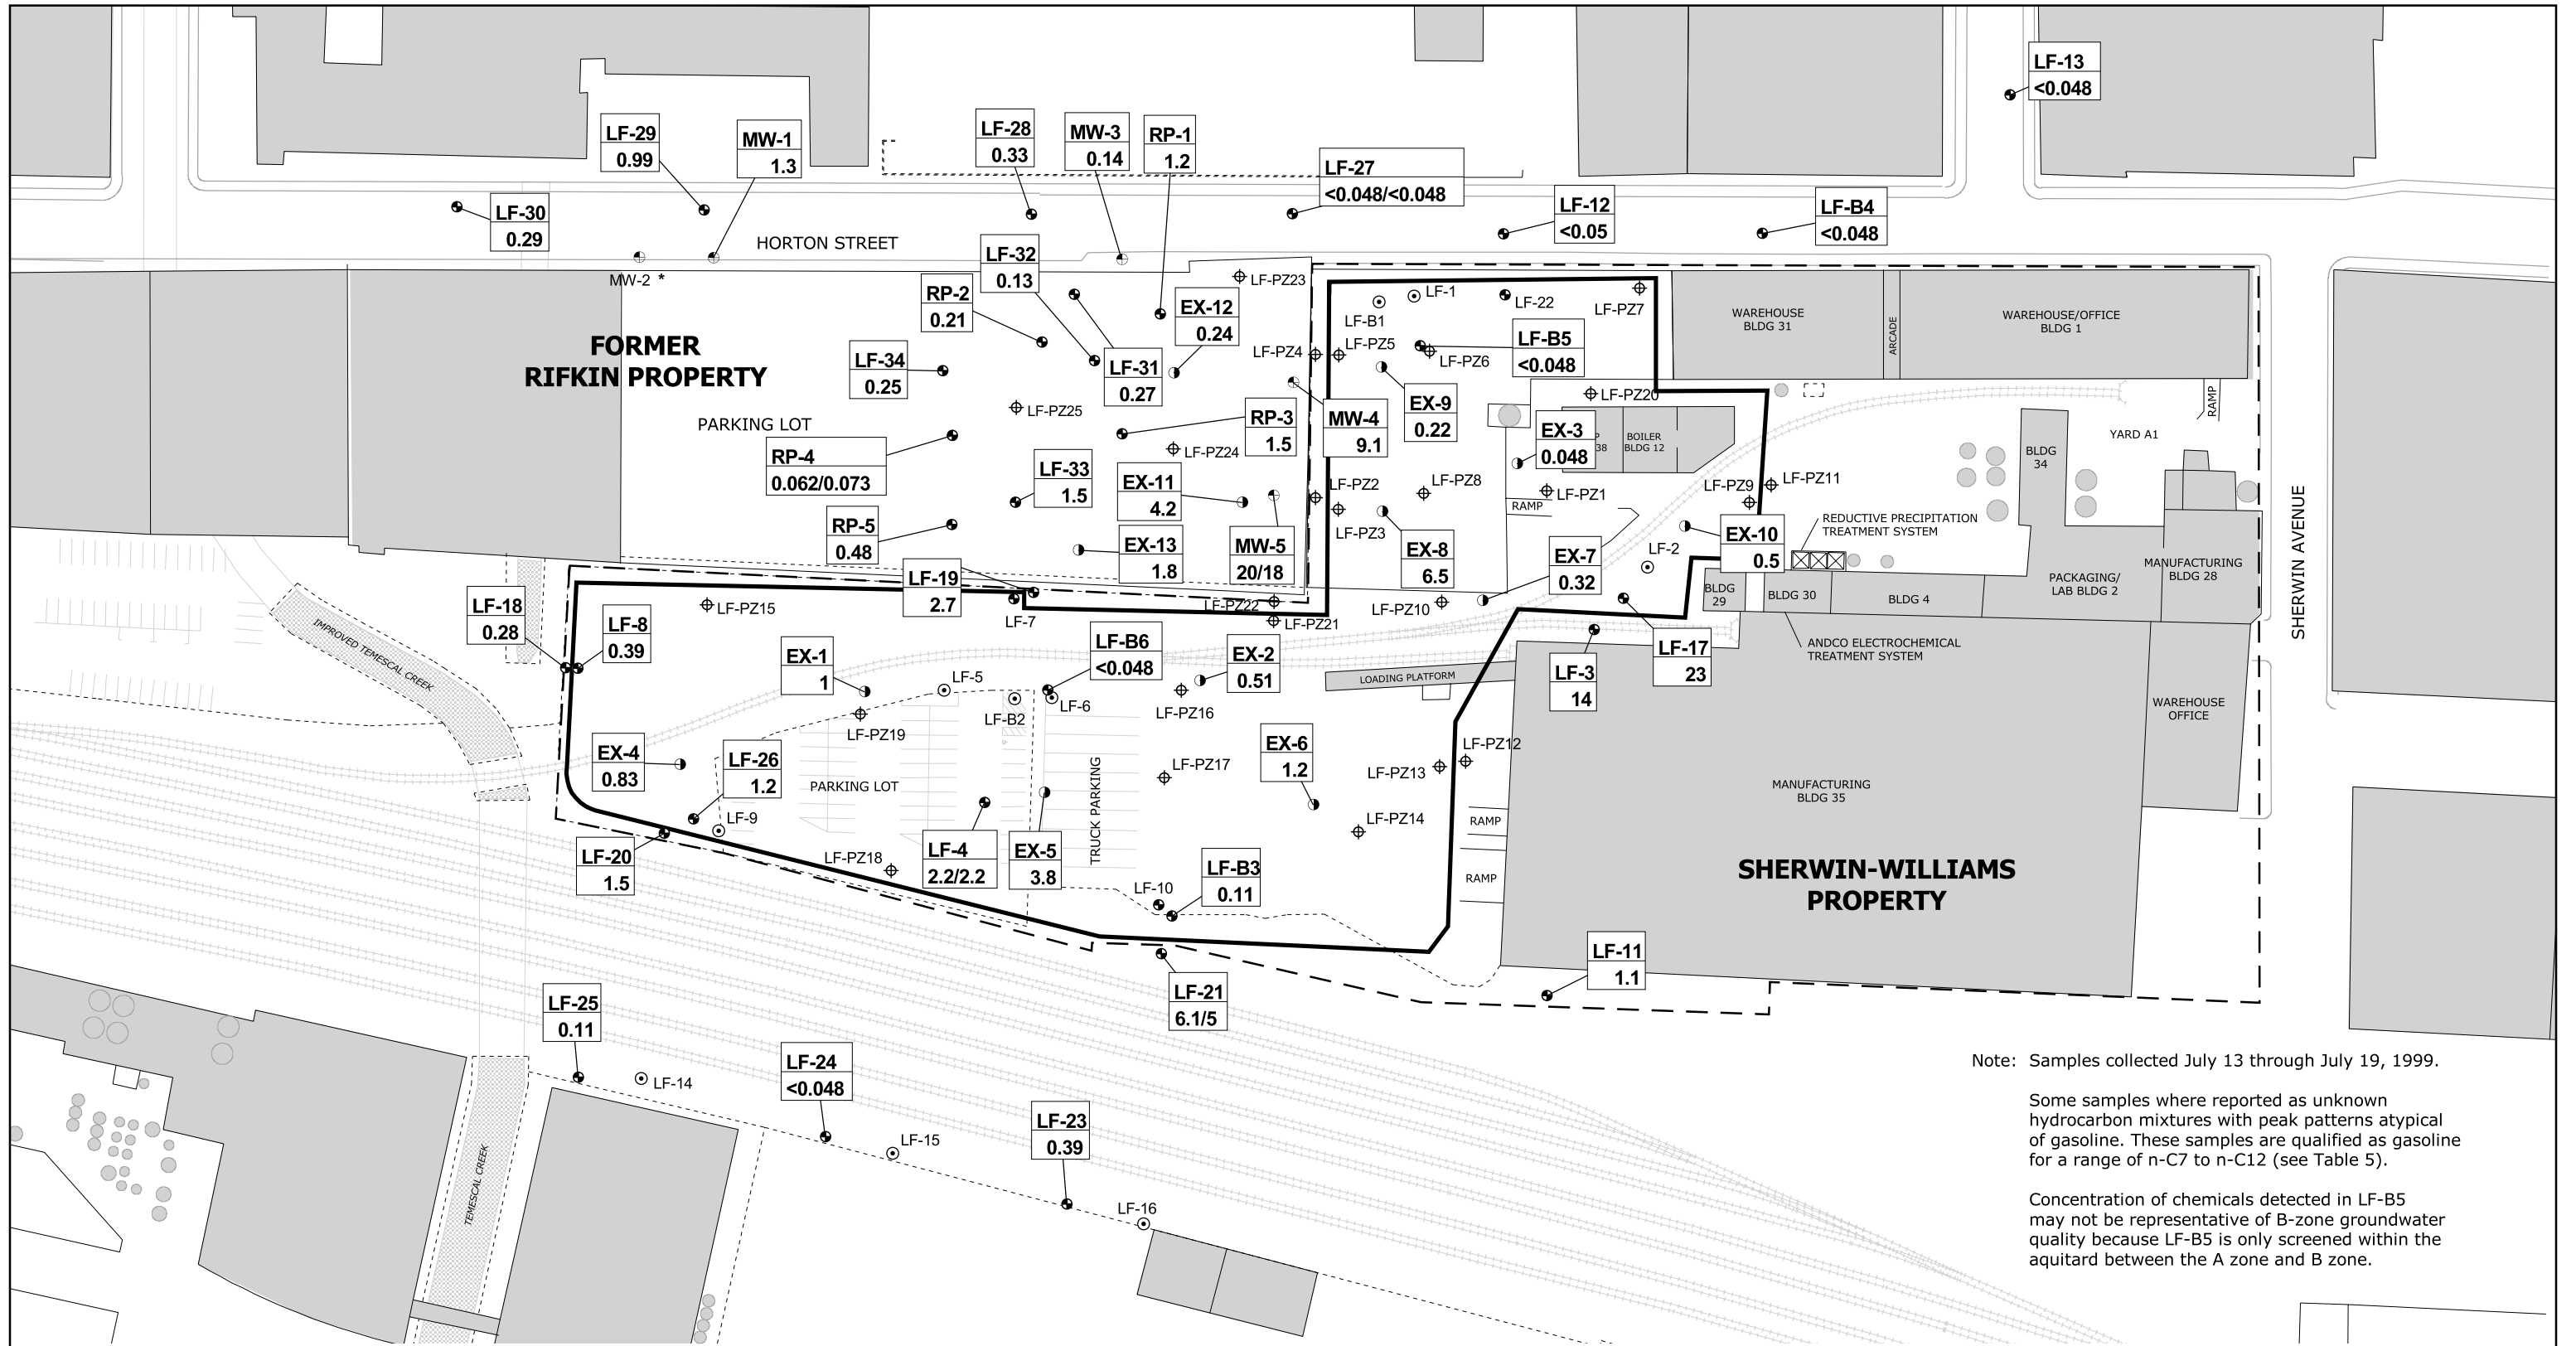 LF-13
<0.048
LF-29
0.99
MW-1
1.3
LF-28
0.33
MW-3
0.14
RP-1
1.2
LF-27
<0.048/<0.048
LF-30
0.29
LF-12
<0.05
LF-B4
<0.048
HORTON STREET
MW-2 *
LF-32
0.13
LF-PZ23
RP-2
0.21
EX-12
0.24
LF-1
LF-B1
LF-22
LF-PZ7
WAREHOUSE
BLDG 31
ARCADE
WAREHOUSE/OFFICE
BLDG 1
FORMER
RIFKIN PROPERTY
LF-34
0.25
LF-31
0.27
LF-PZ4
LF-PZ5
LF-PZ6
LF-B5
<0.048
LF-PZ25
LF-PZ20
RAMP
PARKING LOT
RP-3
1.5
MW-4
9.1
EX-9
0.22
EX-3
0.048
P
38
BOILER
BLDG 12
YARD A1
RP-4
0.062/0.073
LF-33
1.5
LF-PZ24
EX-11
4.2
LF-PZ2
LF-PZ8
LF-PZ1
RAMP
LF-PZ9
LF-PZ11
BLDG
34
SHERWIN AVENUE
RP-5
0.48
EX-13
1.8
MW-5
20/18
LF-PZ3
EX-8
6.5
EX-7
0.32
LF-2
EX-10
0.5
REDUCTIVE PRECIPITATION
TREATMENT SYSTEM
LF-19
2.7
LF-18
0.28
LF-8
0.39
LF-PZ15
LF-7
LF-PZ22
LF-PZ21
LF-PZ10
BLDG
29
BLDG 30
BLDG 4
PACKAGING/
LAB BLDG 2
MANUFACTURING
BLDG 28
IMPROVED TEMESCAL CREEK
EX-1
1
LF-5
LF-B6
<0.048
EX-2
0.51
LOADING PLATFORM
LF-3
14
LF-17
23
ANDCO ELECTROCHEMICAL
TREATMENT SYSTEM
LF-B2
LF-6
LF-PZ16
LF-PZ19
WAREHOUSE
OFFICE
EX-4
0.83
LF-26
1.2
PARKING LOT
TRUCK PARKING
LF-PZ17
EX-6
1.2
LF-PZ13
LF-PZ12
MANUFACTURING
BLDG 35
LF-9
LF-PZ14
RAMP
LF-20
1.5
LF-PZ18
LF-4
2.2/2.2
EX-5
3.8
LF-10
LF-B3
0.11
RAMP
SHERWIN-WILLIAMS
PROPERTY
LF-11
1.1
LF-21
6.1/5
LF-25
0.11
LF-14
LF-24
<0.048
LF-15
LF-23
0.39
LF-16
TEMESCAL CREEK
Note: Samples collected July 13 through July 19, 1999.
Some samples where reported as unknown
hydrocarbon mixtures with peak patterns atypical
of gasoline. These samples are qualified as gasoline
for a range of n-C7 to n-C12 (see Table 5).
Concentration of chemicals detected in LF-B5
may not be representative of B-zone groundwater
quality because LF-B5 is only screened within the
aquitard between the A zone and B zone.